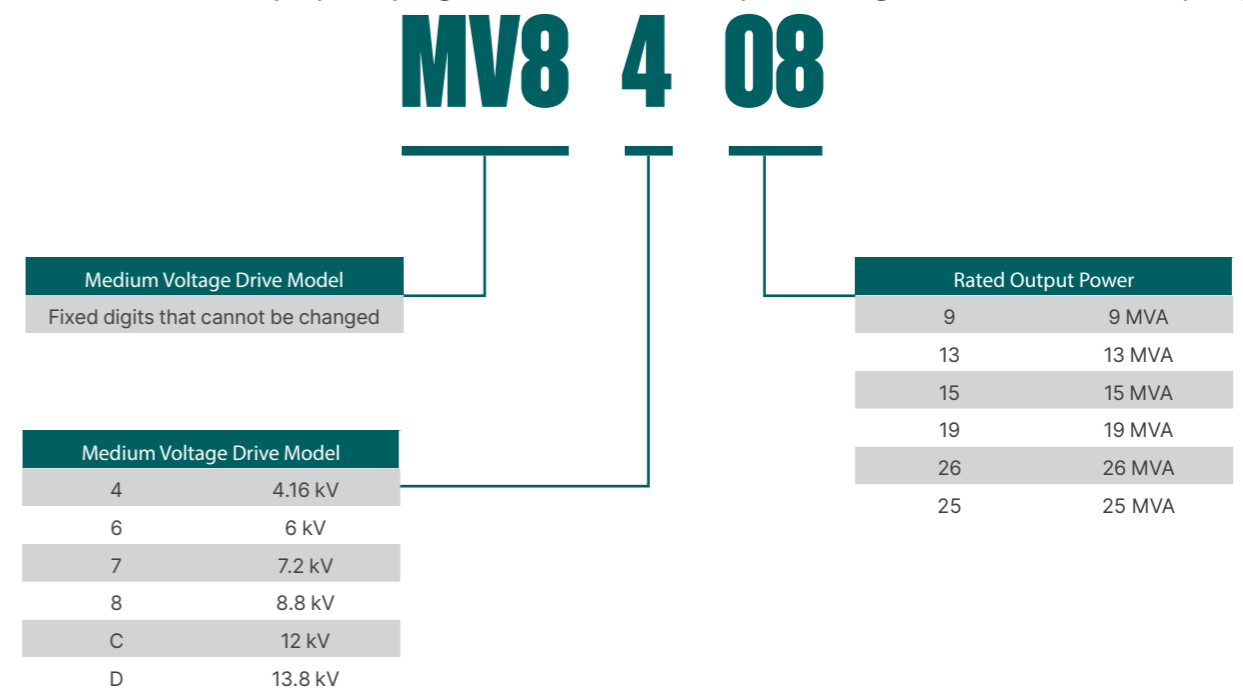 MV8 4 08
Medium Voltage Drive Model
Fixed digits that cannot be changed
Medium Voltage Drive Model
4 4.16 kV
6 6 kV
7 7.2 kV
8 8.8 kV
C 12 kV
D 13.8 kV
Rated Output Power
9 9 MVA
13 13 MVA
15 15 MVA
19 19 MVA
26 26 MVA
25 25 MVA